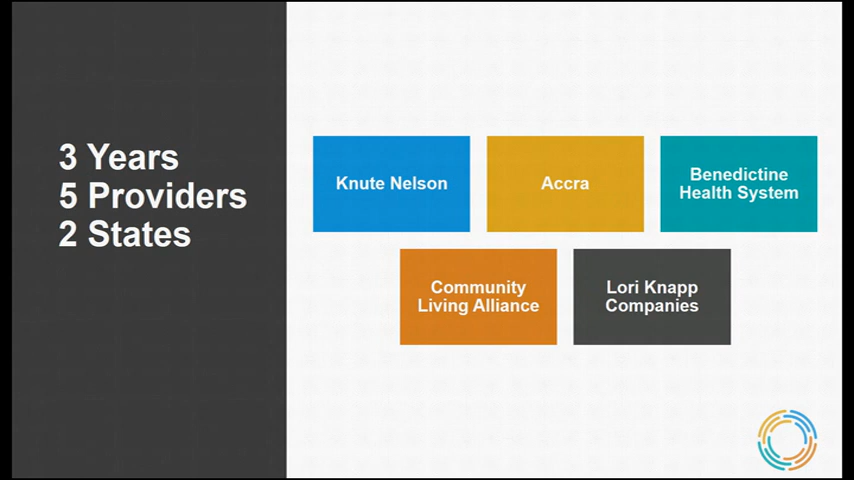 3 Years
5 Providers
2 States
Knute Nelson
Accra
Benedictine
Health System
Community
Living Alliance
Lori Knapp
Companies